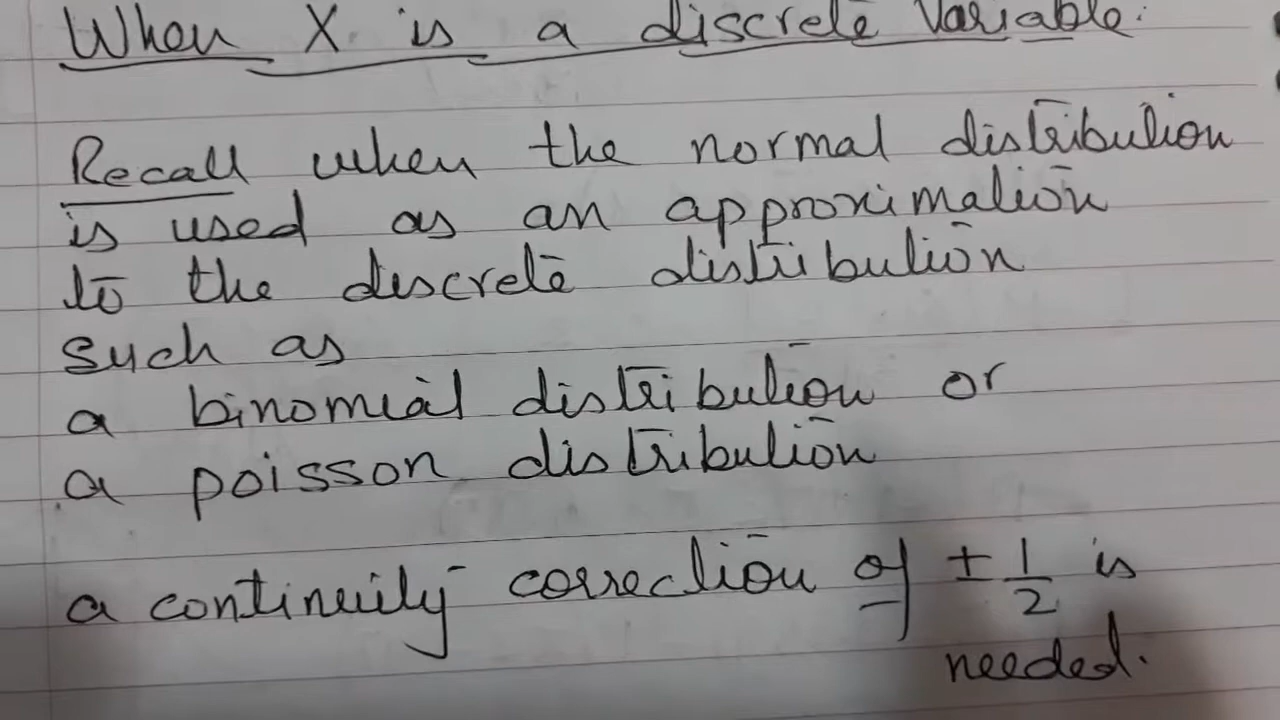 When X is a discrete Variable.
Recall when the normal distribution
is used as an approximation
to the discrete distribution
such as
a binomial distribution or
a poisson distribution
a continuity correction of ± 1/2 is
needed.